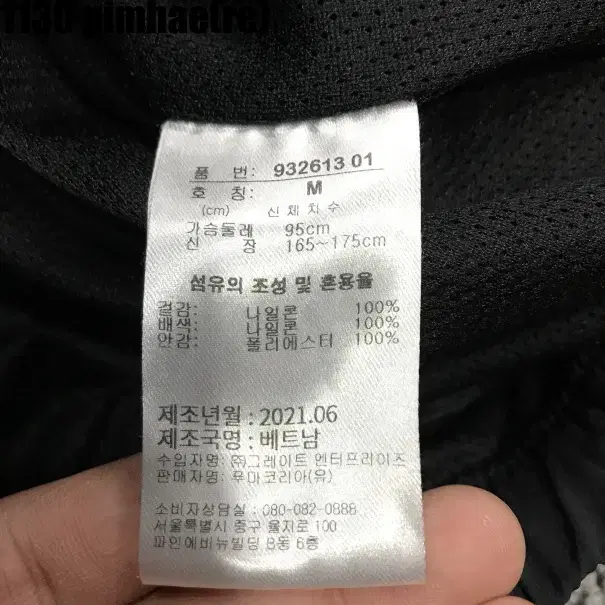 1130 gimhae(re)
품 번: 932613 01
호 칭: M
(cm) 신체치수
가슴둘레 95cm
신 장 165~175cm
섬유의 조성 및 혼용율
겉감: 나일론 100%
배색: 나일론 100%
안감: 폴리에스터 100%
제조년월 : 2021.06
제조국명 : 베트남
수입자명: ㈜그레이트 엔터프라이즈
판매자명: 푸마코리아(유)
소비자상담실 : 080-082-0888
서울특별시 중구 을지로 100
파인에비뉴빌딩 B동 6층